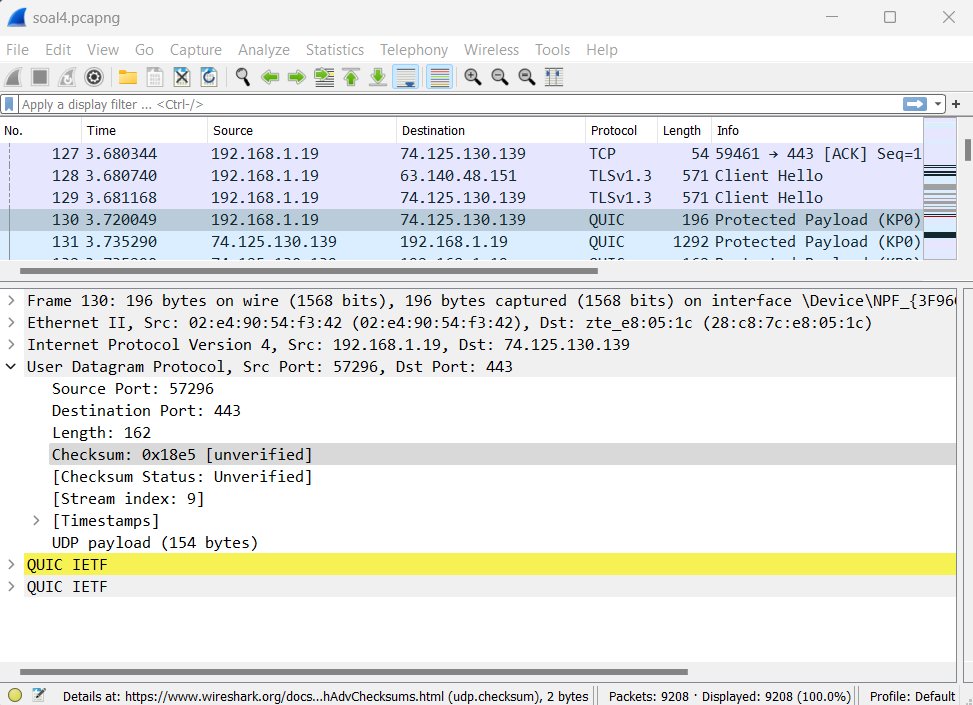 soal4.pcapng
File Edit View Go Capture Analyze Statistics Telephony Wireless Tools Help
Apply a display filter ... <Ctrl-/>
No. Time Source Destination Protocol Length Info
127 3.680344 192.168.1.19 74.125.130.139 TCP 54 59461 → 443 [ACK] Seq=1
128 3.680740 192.168.1.19 63.140.48.151 TLSv1.3 571 Client Hello
129 3.681168 192.168.1.19 74.125.130.139 TLSv1.3 571 Client Hello
130 3.720049 192.168.1.19 74.125.130.139 QUIC 196 Protected Payload (KP0)
131 3.735290 74.125.130.139 192.168.1.19 QUIC 1292 Protected Payload (KP0)
Frame 130: 196 bytes on wire (1568 bits), 196 bytes captured (1568 bits) on interface \Device\NPF_{3F96
Ethernet II, Src: 02:e4:90:54:f3:42 (02:e4:90:54:f3:42), Dst: zte_e8:05:1c (28:c8:7c:e8:05:1c)
Internet Protocol Version 4, Src: 192.168.1.19, Dst: 74.125.130.139
User Datagram Protocol, Src Port: 57296, Dst Port: 443
Source Port: 57296
Destination Port: 443
Length: 162
Checksum: 0x18e5 [unverified]
[Checksum Status: Unverified]
[Stream index: 9]
[Timestamps]
UDP payload (154 bytes)
QUIC IETF
QUIC IETF
Details at: https://www.wireshark.org/docs...hAdvChecksums.html (udp.checksum), 2 bytes Packets: 9208 · Displayed: 9208 (100.0%) Profile: Default